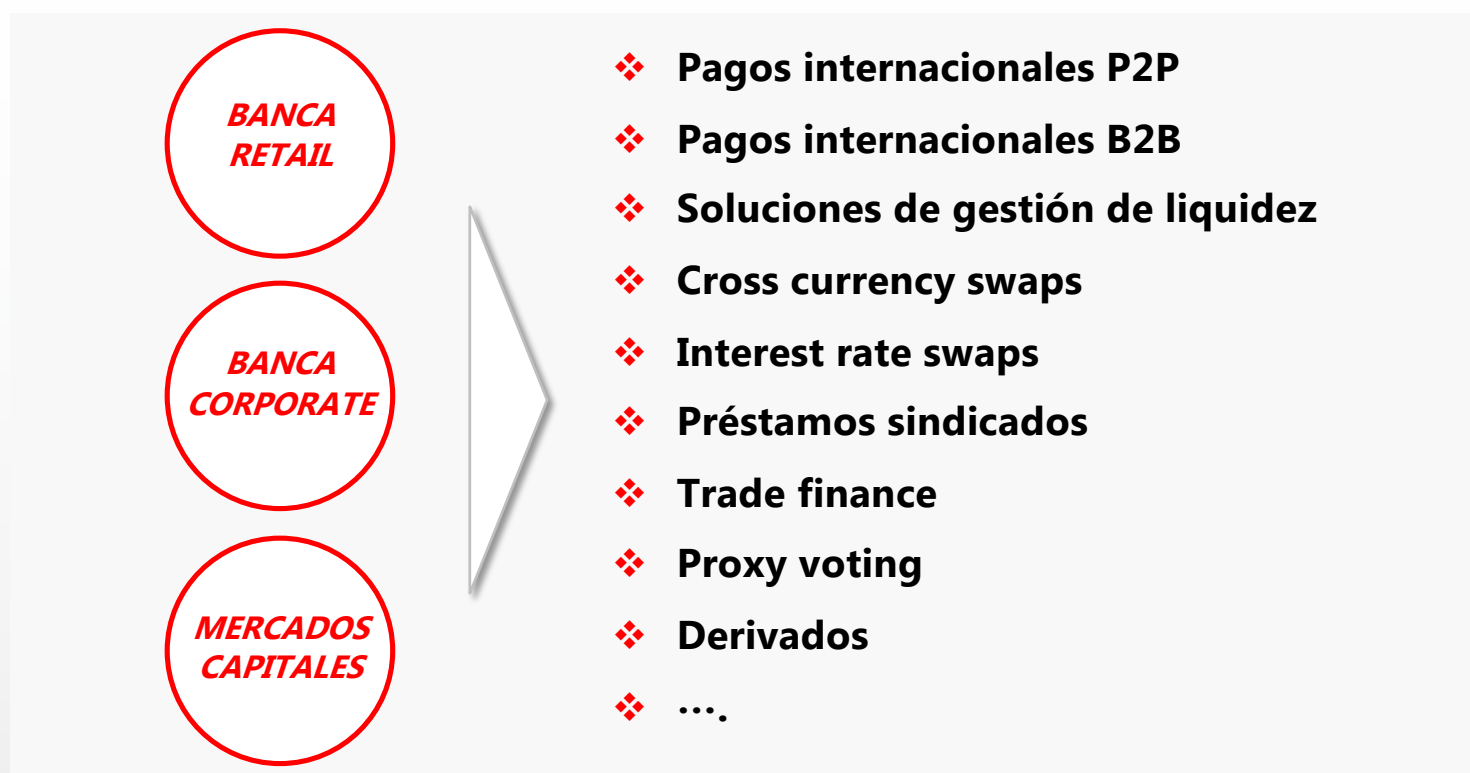 BANCA
RETAIL
BANCA
CORPORATE
MERCADOS
CAPITALES
Pagos internacionales P2P
Pagos internacionales B2B
Soluciones de gestión de liquidez
Cross currency swaps
Interest rate swaps
Préstamos sindicados
Trade finance
Proxy voting
Derivados
….